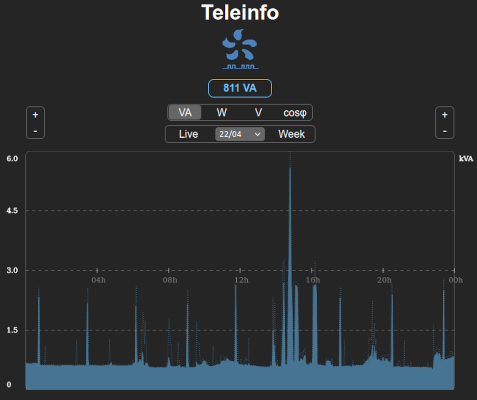 Teleinfo
811 VA
VA W V cosφ
+ +
Live 22/04 Week
- -
6.0 kVA
4.5
3.0
04h 08h 12h 16h 20h 00h
1.5
0